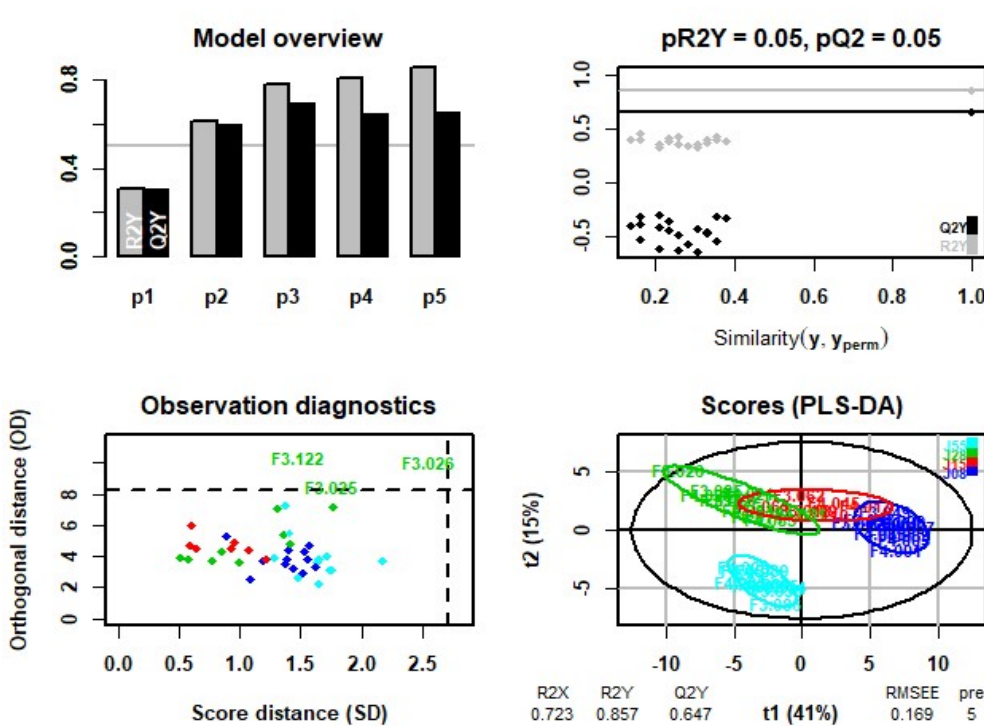 Model overview
0.8
0.4
0.0
R2Y
Q2Y
p1 p2 p3 p4 p5
pR2Y = 0.05, pQ2 = 0.05
1.0
0.5
0.0
-0.5
Q2Y
R2Y
0.2 0.4 0.6 0.8 1.0
Similarity(y, yperm)
Observation diagnostics
Orthogonal distance (OD)
F3.122
F3.026
F3.025
8
6
4
2
0
0.0 0.5 1.0 1.5 2.0 2.5
Score distance (SD)
Scores (PLS-DA)
t2 (15%)
5
0
-5
J55
J28
J15
J08
-10 -5 0 5 10
R2X R2Y Q2Y RMSEE pre
0.723 0.857 0.647 t1 (41%) 0.169 5